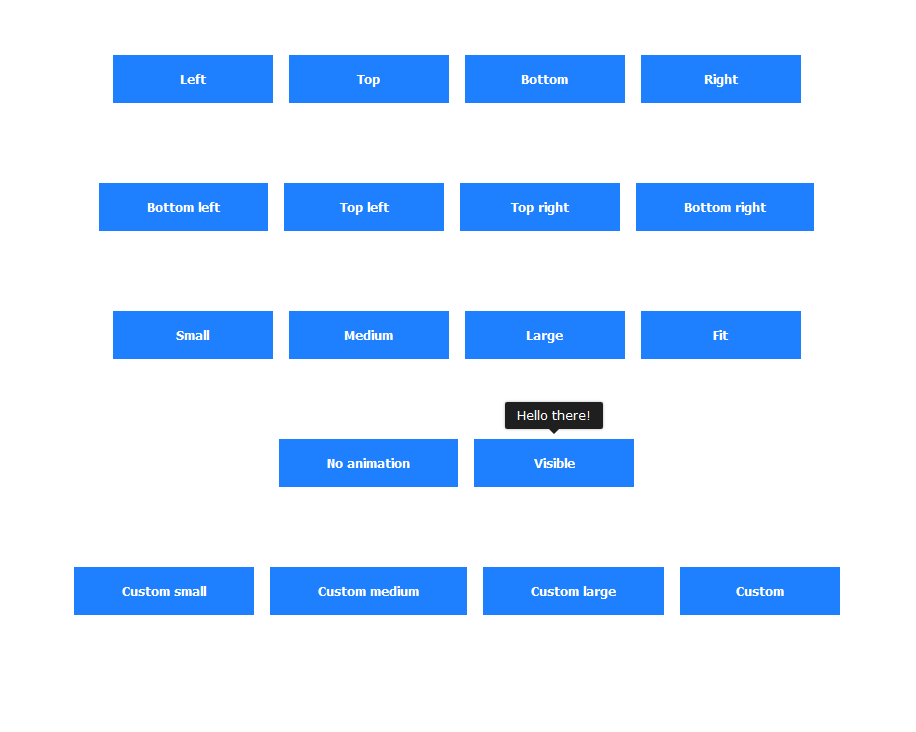 Left
Top
Bottom
Right
Bottom left
Top left
Top right
Bottom right
Small
Medium
Large
Fit
Hello there!
No animation
Visible
Custom small
Custom medium
Custom large
Custom